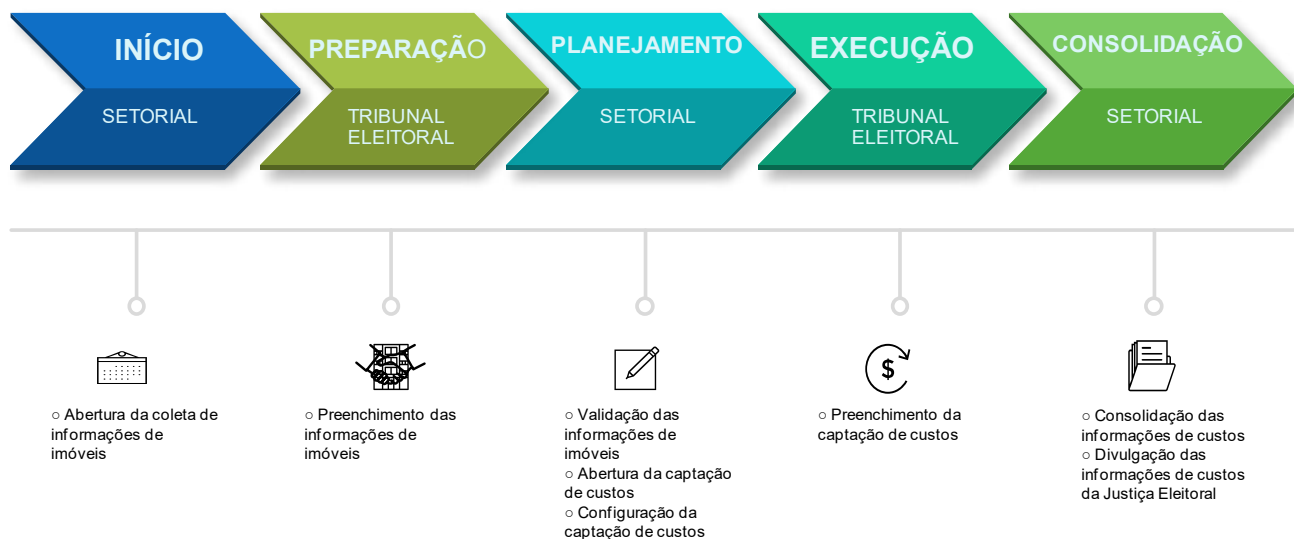 INÍCIO
SETORIAL
PREPARAÇÃO
TRIBUNAL
ELEITORAL
PLANEJAMENTO
SETORIAL
EXECUÇÃO
TRIBUNAL
ELEITORAL
CONSOLIDAÇÃO
SETORIAL
○ Abertura da coleta de
informações de
imóveis
○ Preenchimento das
informações de
imóveis
○ Validação das
informações de
imóveis
○ Abertura da captação
de custos
○ Configuração da
captação de custos
$
○ Preenchimento da
captação de custos
○ Consolidação das
informações de custos
○ Divulgação das
informações de custos
da Justiça Eleitoral